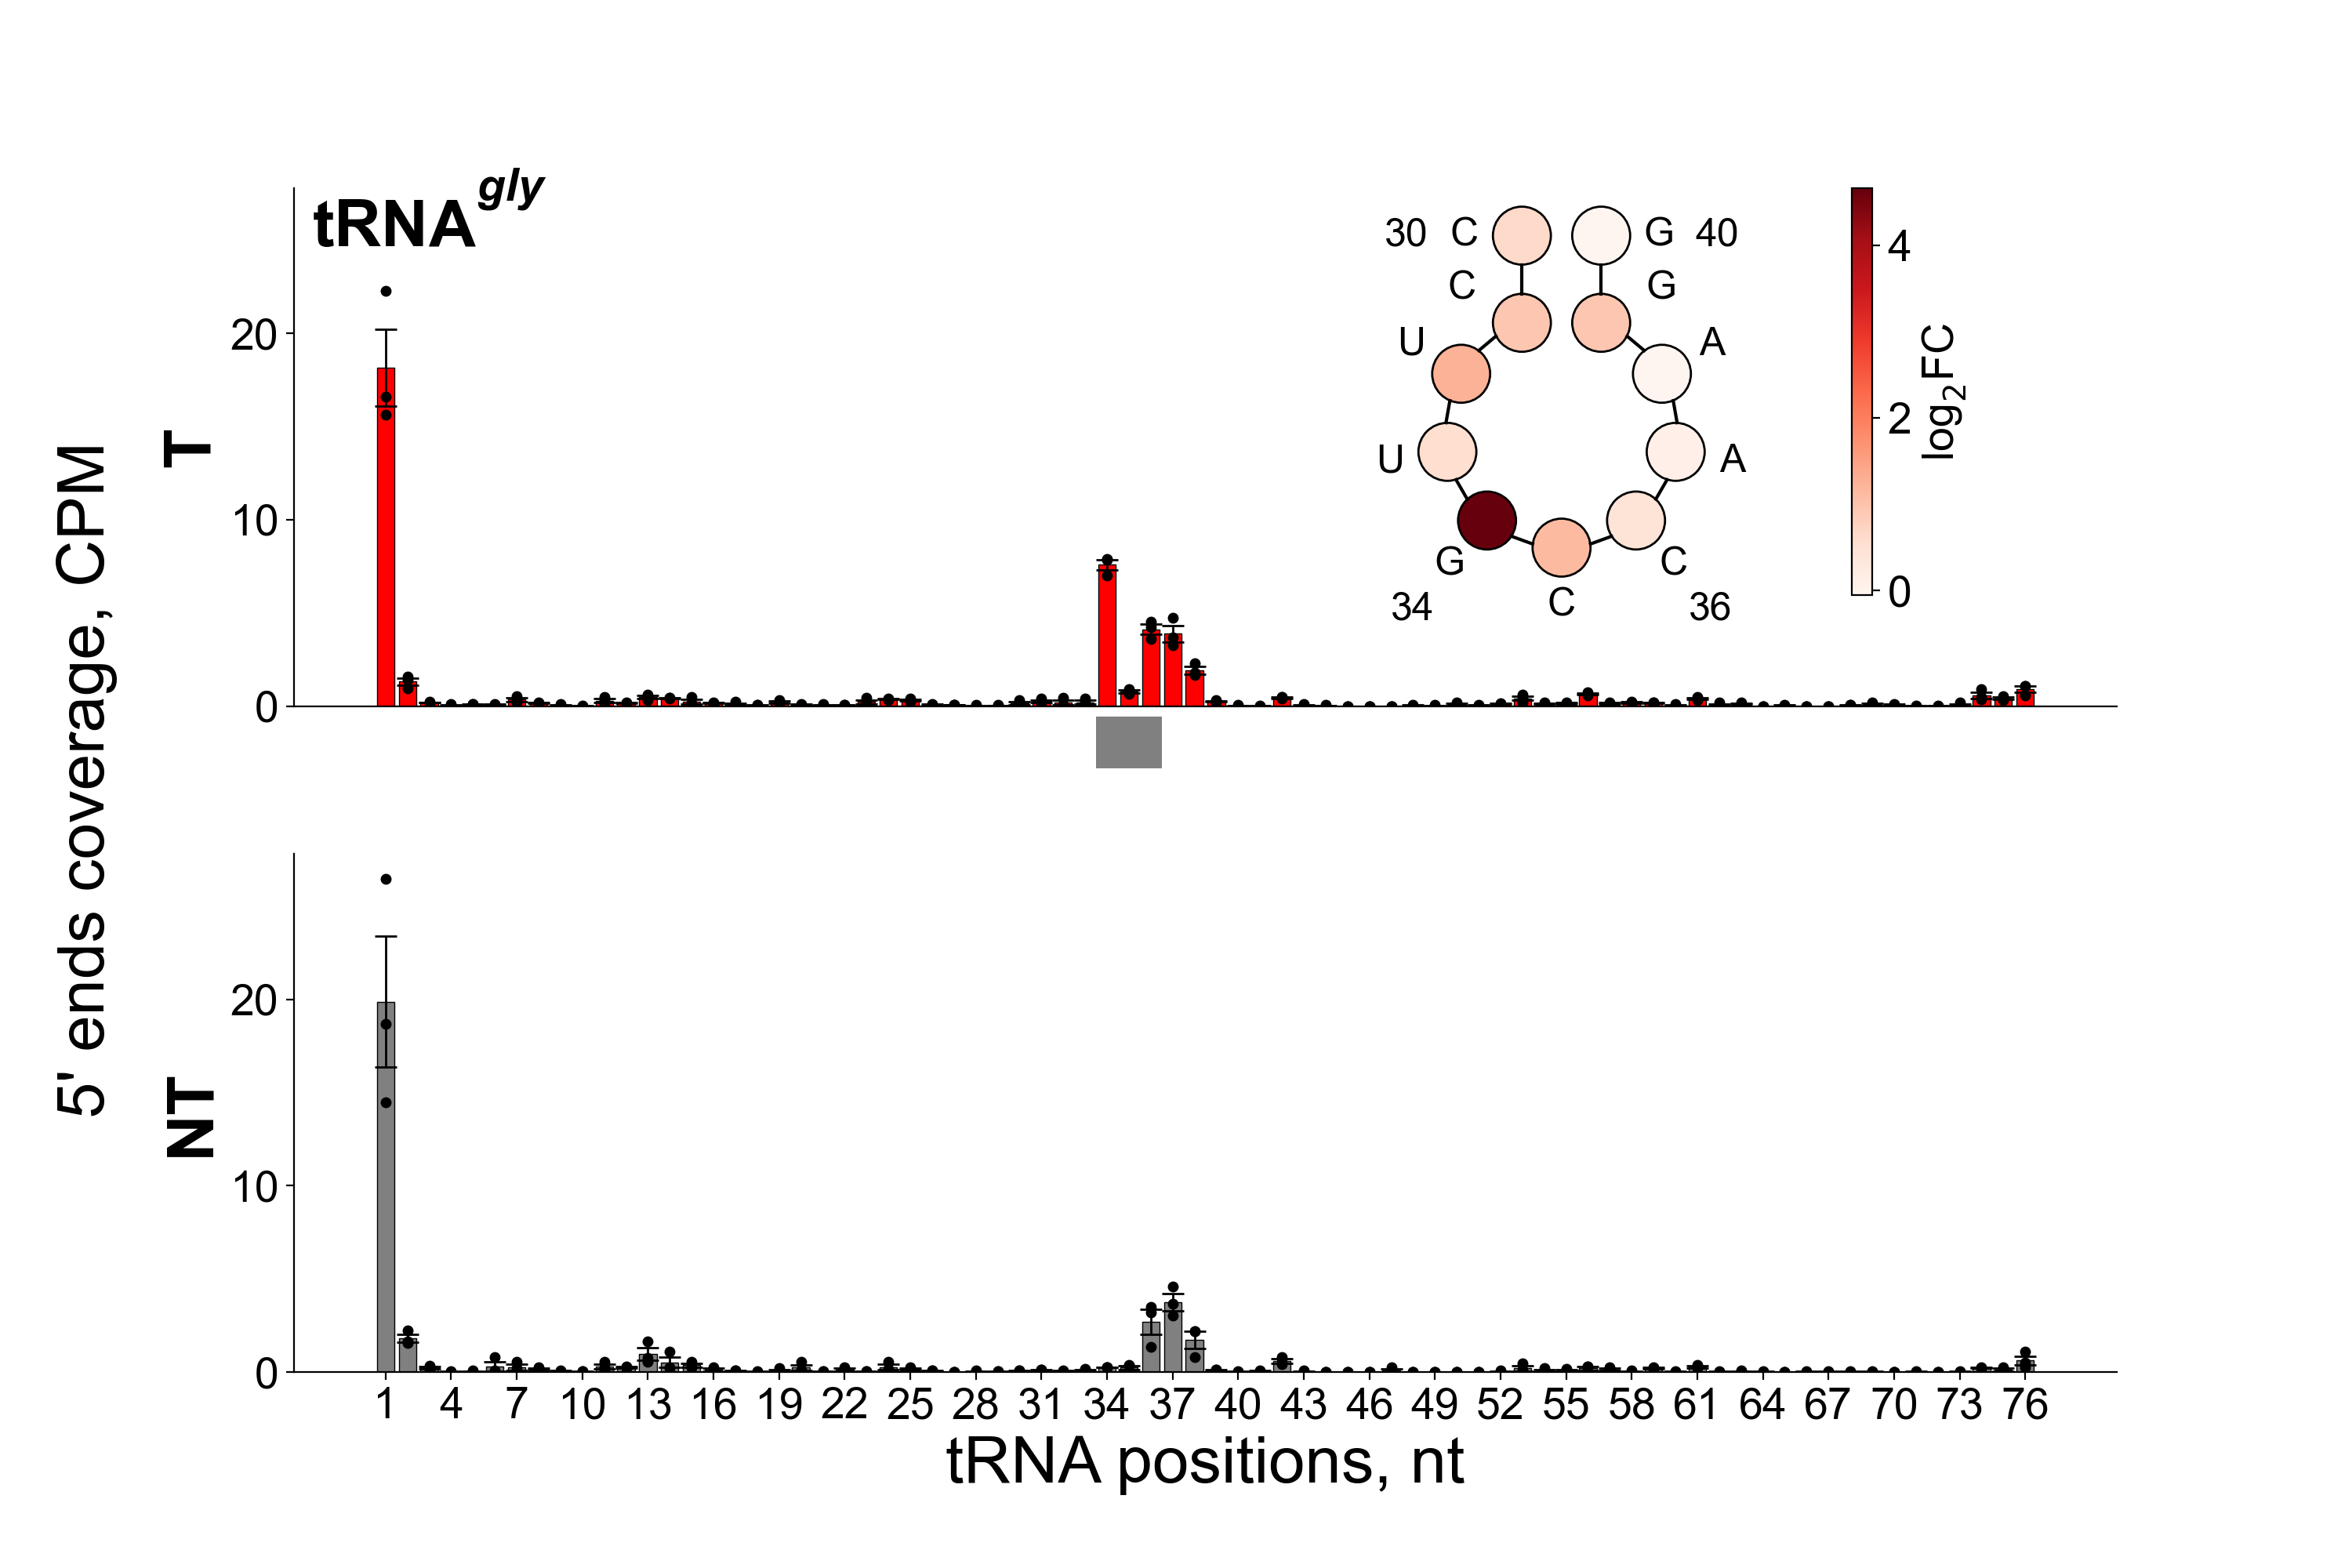 tRNA^gly
5' ends coverage, CPM
T
20
10
0
30 C G 40
C G
U A
U A
G C
34 C 36
4
2
0
log₂FC
NT
20
10
0
1 4 7 10 13 16 19 22 25 28 31 34 37 40 43 46 49 52 55 58 61 64 67 70 73 76
tRNA positions, nt